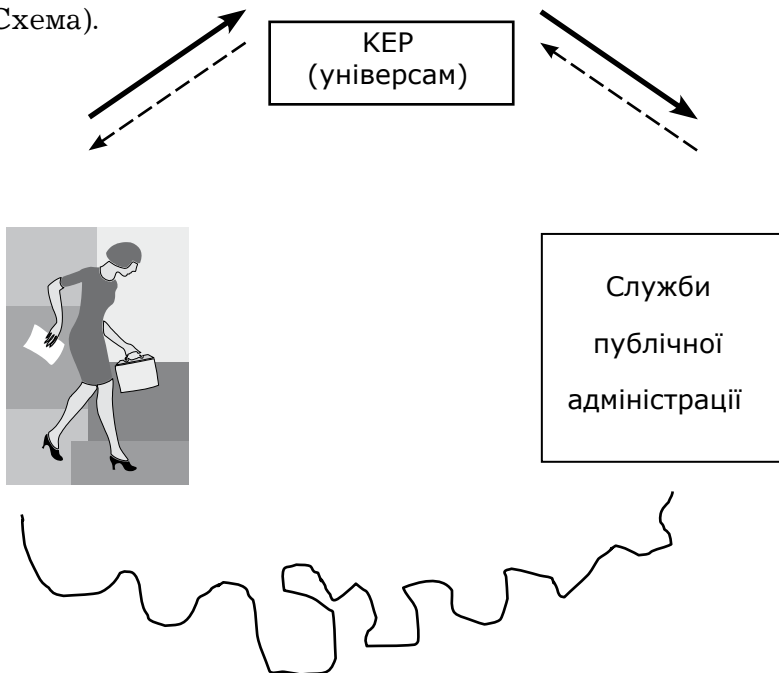 Схема).
КЕР
(універсам)
Служби
публічної
адміністрації